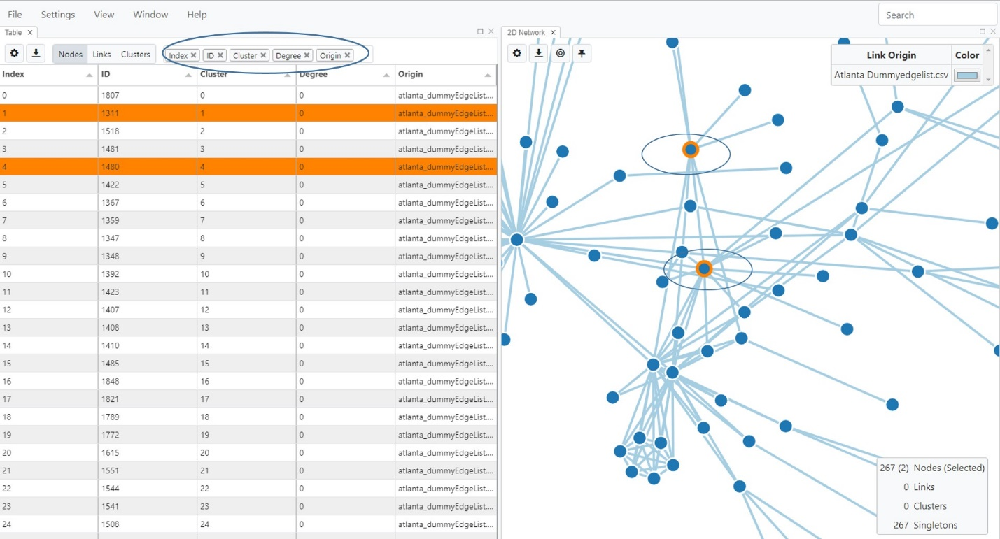 File Settings View Window Help Search
Table 2D Network
Nodes Links Clusters Index ID Cluster Degree Origin
Link Origin Color
Atlanta Dummyedgelist.csv
Index ID Cluster Degree Origin
0 1807 0 0 atlanta_dummyEdgeList....
1 1311 1 0 atlanta_dummyEdgeList....
2 1518 2 0 atlanta_dummyEdgeList....
3 1481 3 0 atlanta_dummyEdgeList....
4 1480 4 0 atlanta_dummyEdgeList....
5 1422 5 0 atlanta_dummyEdgeList....
6 1367 6 0 atlanta_dummyEdgeList....
7 1359 7 0 atlanta_dummyEdgeList....
8 1347 8 0 atlanta_dummyEdgeList....
9 1348 9 0 atlanta_dummyEdgeList....
10 1392 10 0 atlanta_dummyEdgeList....
11 1423 11 0 atlanta_dummyEdgeList....
12 1407 12 0 atlanta_dummyEdgeList....
13 1408 13 0 atlanta_dummyEdgeList....
14 1410 14 0 atlanta_dummyEdgeList....
15 1485 15 0 atlanta_dummyEdgeList....
16 1848 16 0 atlanta_dummyEdgeList....
17 1821 17 0 atlanta_dummyEdgeList....
18 1789 18 0 atlanta_dummyEdgeList....
19 1772 19 0 atlanta_dummyEdgeList....
20 1615 20 0 atlanta_dummyEdgeList....
21 1551 21 0 atlanta_dummyEdgeList....
22 1544 22 0 atlanta_dummyEdgeList....
23 1541 23 0 atlanta_dummyEdgeList....
24 1508 24 0 atlanta_dummyEdgeList....
267 (2) Nodes (Selected)
0 Links
0 Clusters
267 Singletons